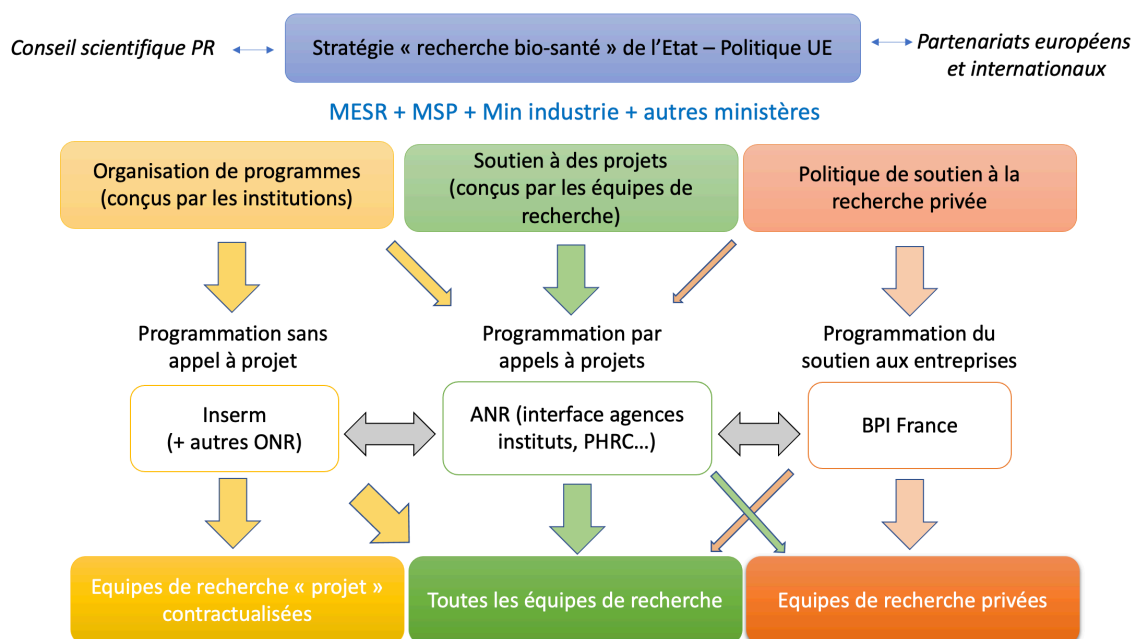 Conseil scientifique PR
Stratégie « recherche bio-santé » de l’Etat – Politique UE
Partenariats européens
et internationaux
MESR + MSP + Min industrie + autres ministères
Organisation de programmes
(conçus par les institutions)
Soutien à des projets
(conçus par les équipes de
recherche)
Politique de soutien à la
recherche privée
Programmation sans
appel à projet
Programmation par
appels à projets
Programmation du
soutien aux entreprises
Inserm
(+ autres ONR)
ANR (interface agences
instituts, PHRC…)
BPI France
Equipes de recherche « projet »
contractualisées
Toutes les équipes de recherche
Equipes de recherche privées